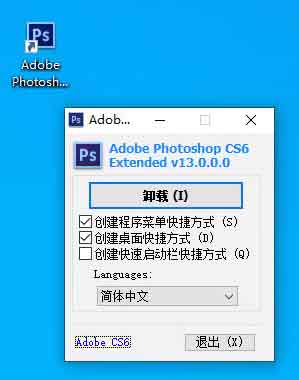 Ps
Adobe
Photosh...
Adob...
Ps
Adobe Photoshop CS6
Extended v13.0.0.0
卸载(I)
创建程序菜单快捷方式 (S)
创建桌面快捷方式 (D)
创建快速启动栏快捷方式 (Q)
Languages:
简体中文
Adobe CS6
退出 (X)